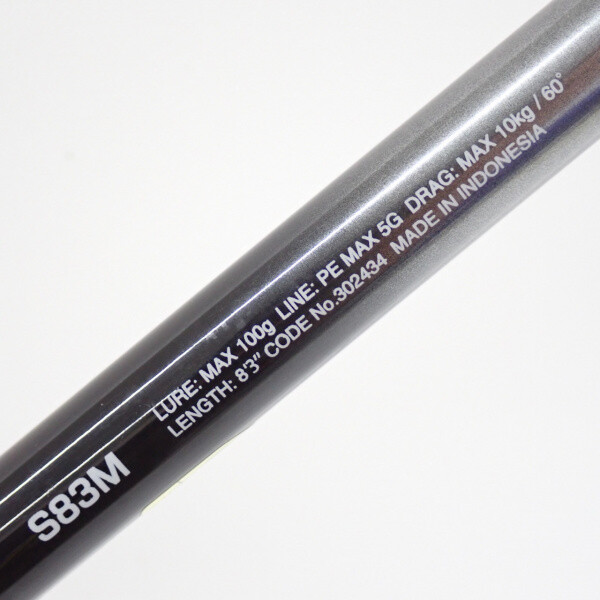 S83M
LURE: MAX 100g LINE: PE MAX 5G DRAG: MAX 10kg / 60°
LENGTH: 8'3" CODE No.302434 MADE IN INDONESIA